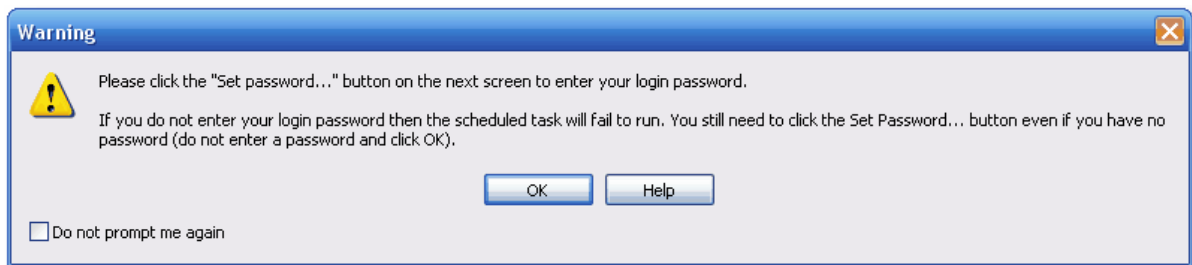 Warning
Please click the "Set password..." button on the next screen to enter your login password.
If you do not enter your login password then the scheduled task will fail to run. You still need to click the Set Password... button even if you have no
password (do not enter a password and click OK).
OK Help
Do not prompt me again